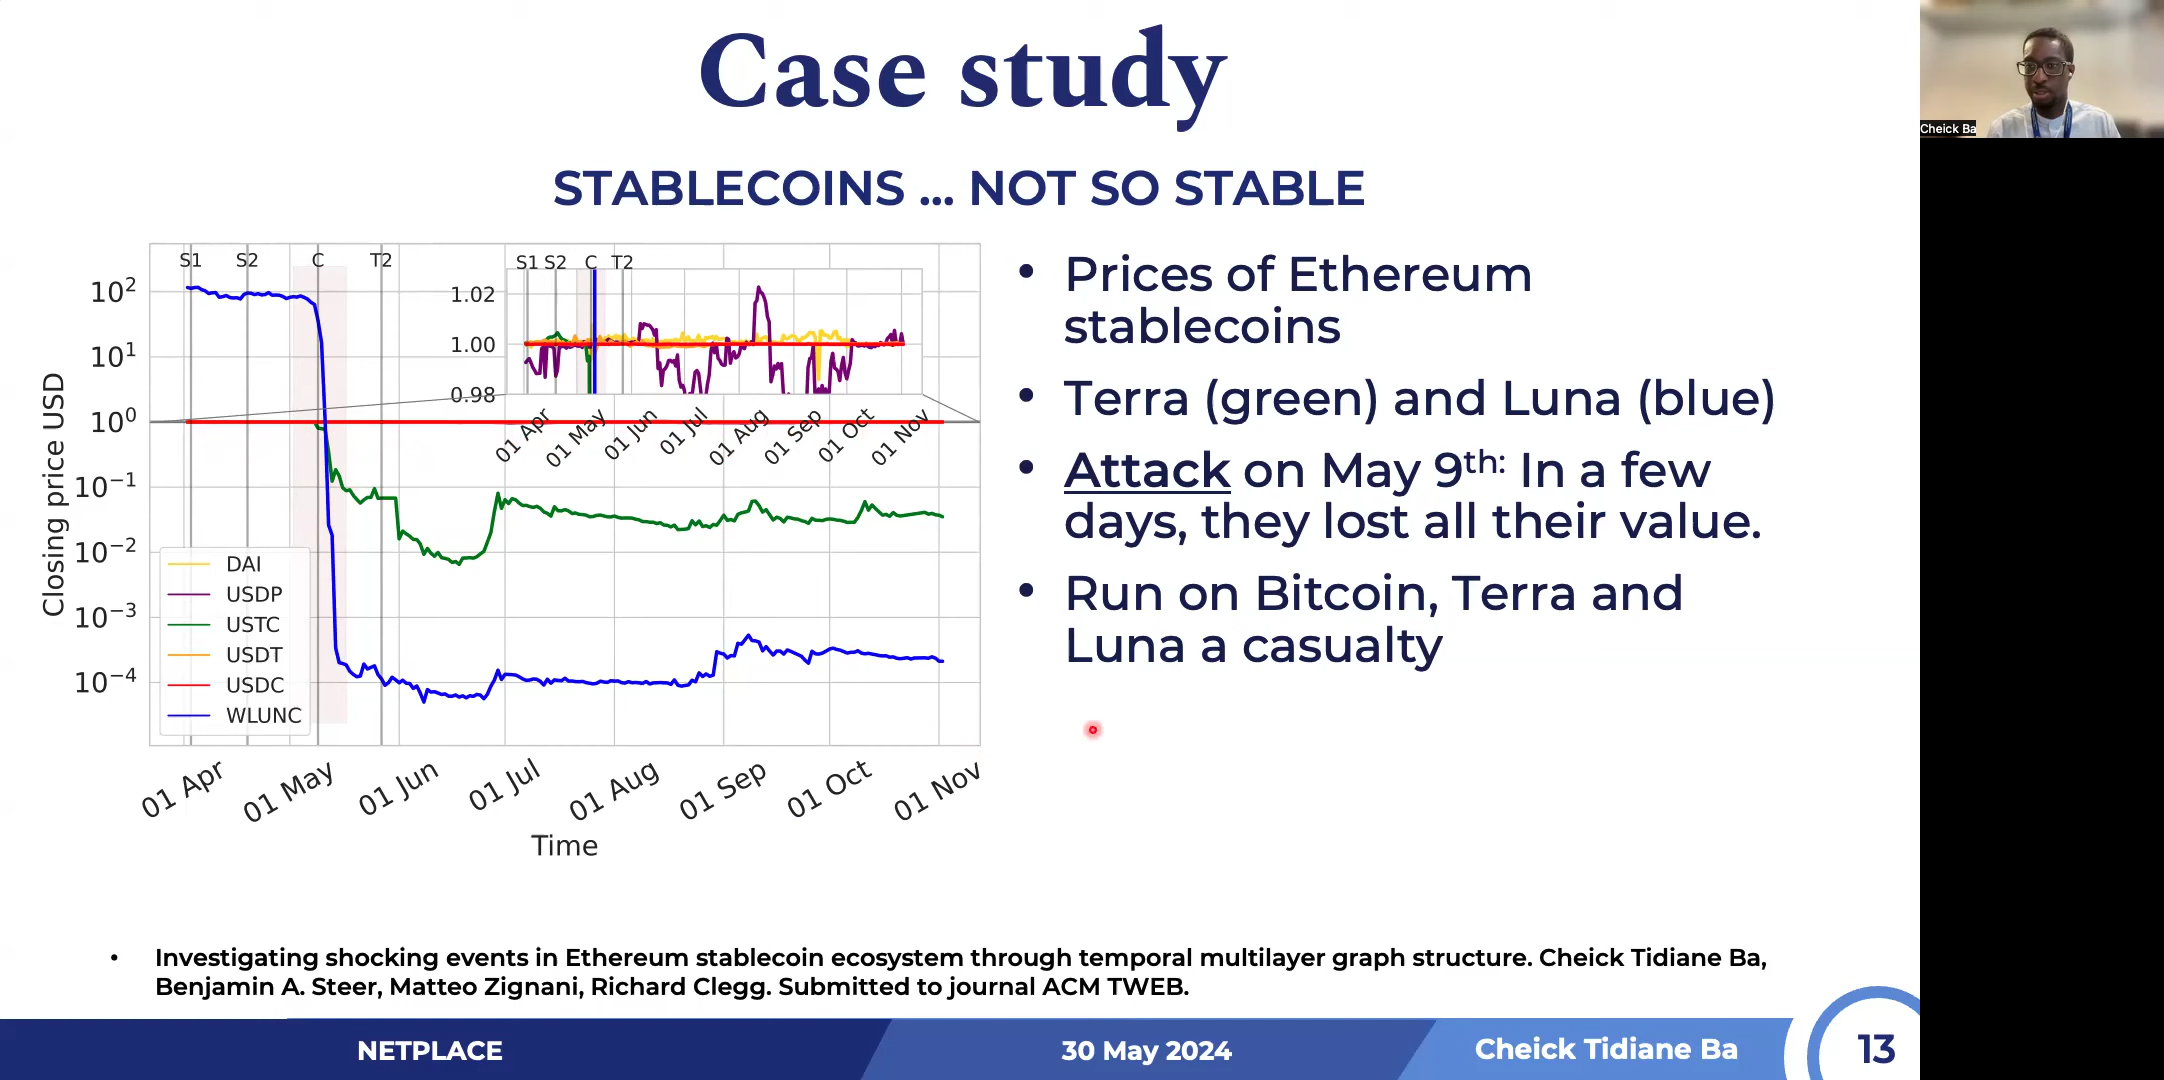 Case study
STABLECOINS ... NOT SO STABLE
S1 S2 C T2
10²
10¹
10⁰
10⁻¹
10⁻²
10⁻³
10⁻⁴
Closing price USD
S1 S2 C T2
1.02
1.00
0.98
01 Apr 01 May 01 Jun 01 Jul 01 Aug 01 Sep 01 Oct 01 Nov
DAI
USDP
USTC
USDT
USDC
WLUNC
01 Apr 01 May 01 Jun 01 Jul 01 Aug 01 Sep 01 Oct 01 Nov
Time
• Prices of Ethereum
stablecoins
• Terra (green) and Luna (blue)
• Attack on May 9th: In a few
days, they lost all their value.
• Run on Bitcoin, Terra and
Luna a casualty
• Investigating shocking events in Ethereum stablecoin ecosystem through temporal multilayer graph structure. Cheick Tidiane Ba,
Benjamin A. Steer, Matteo Zignani, Richard Clegg. Submitted to journal ACM TWEB.
NETPLACE
30 May 2024
Cheick Tidiane Ba
13
Cheick Ba